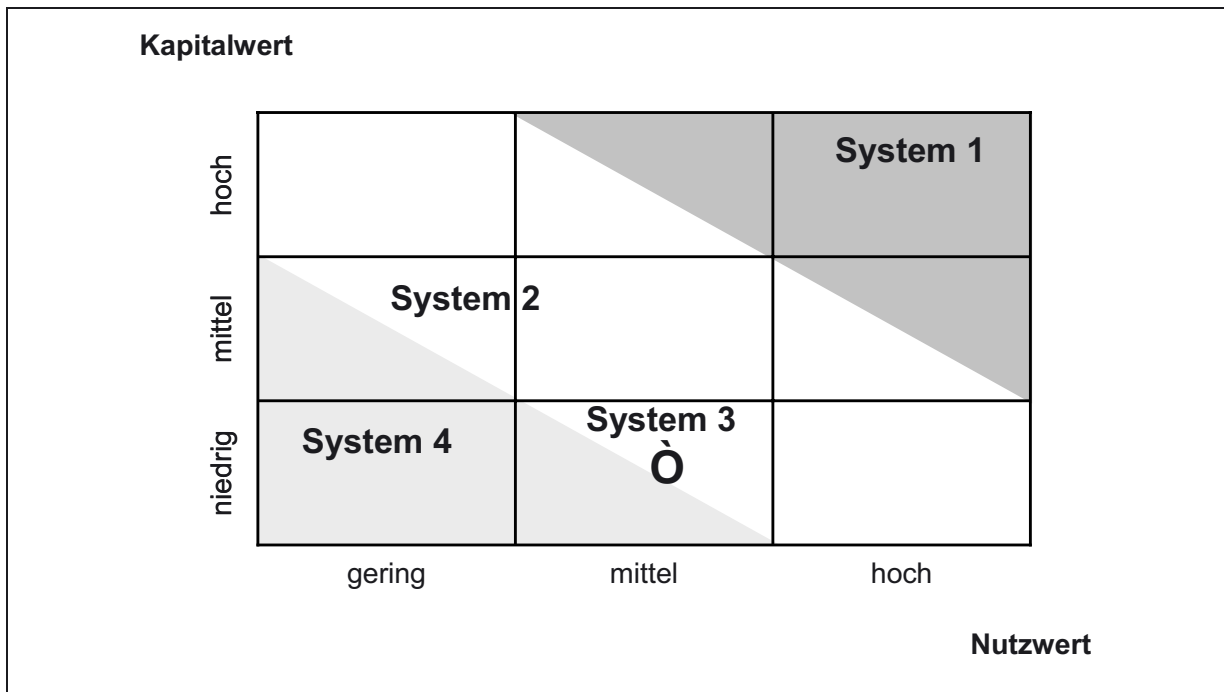 Kapitalwert
hoch
System 1
mittel
System 2
niedrig
System 3
Ò
System 4
gering mittel hoch
Nutzwert